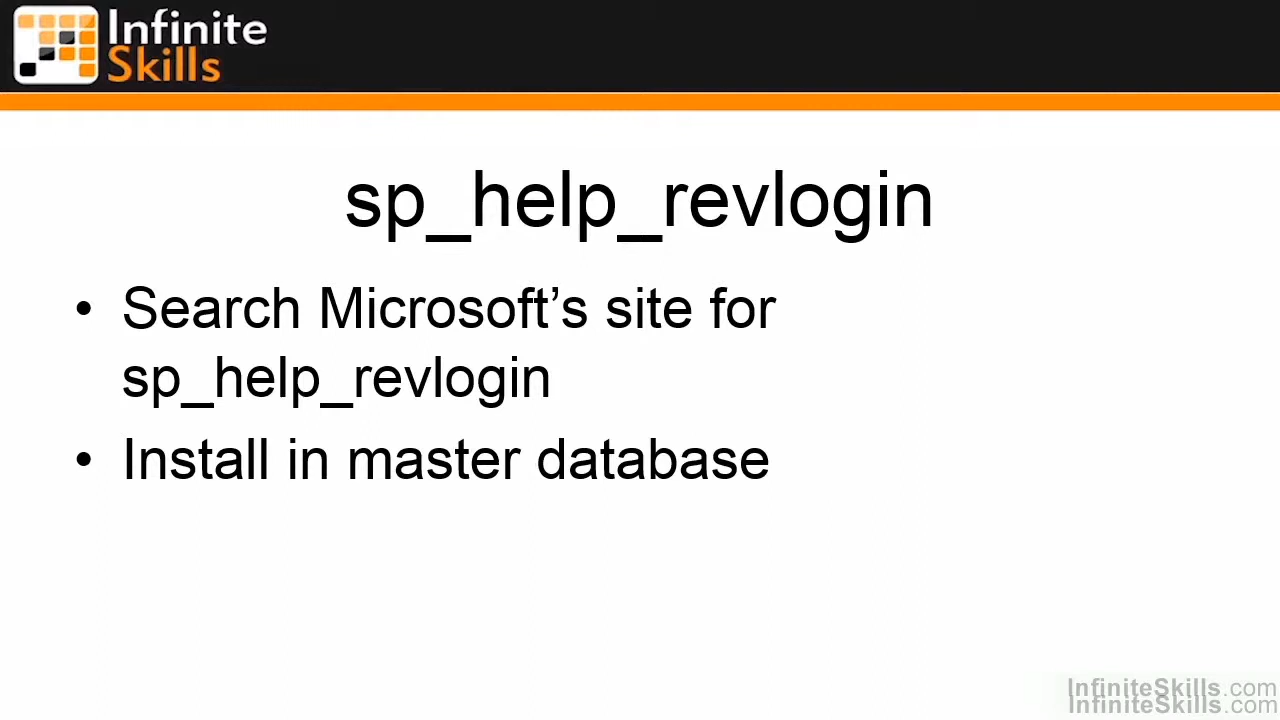 Infinite
Skills
sp_help_revlogin
• Search Microsoft’s site for
sp_help_revlogin
• Install in master database
InfiniteSkills.com
InfiniteSkills.com